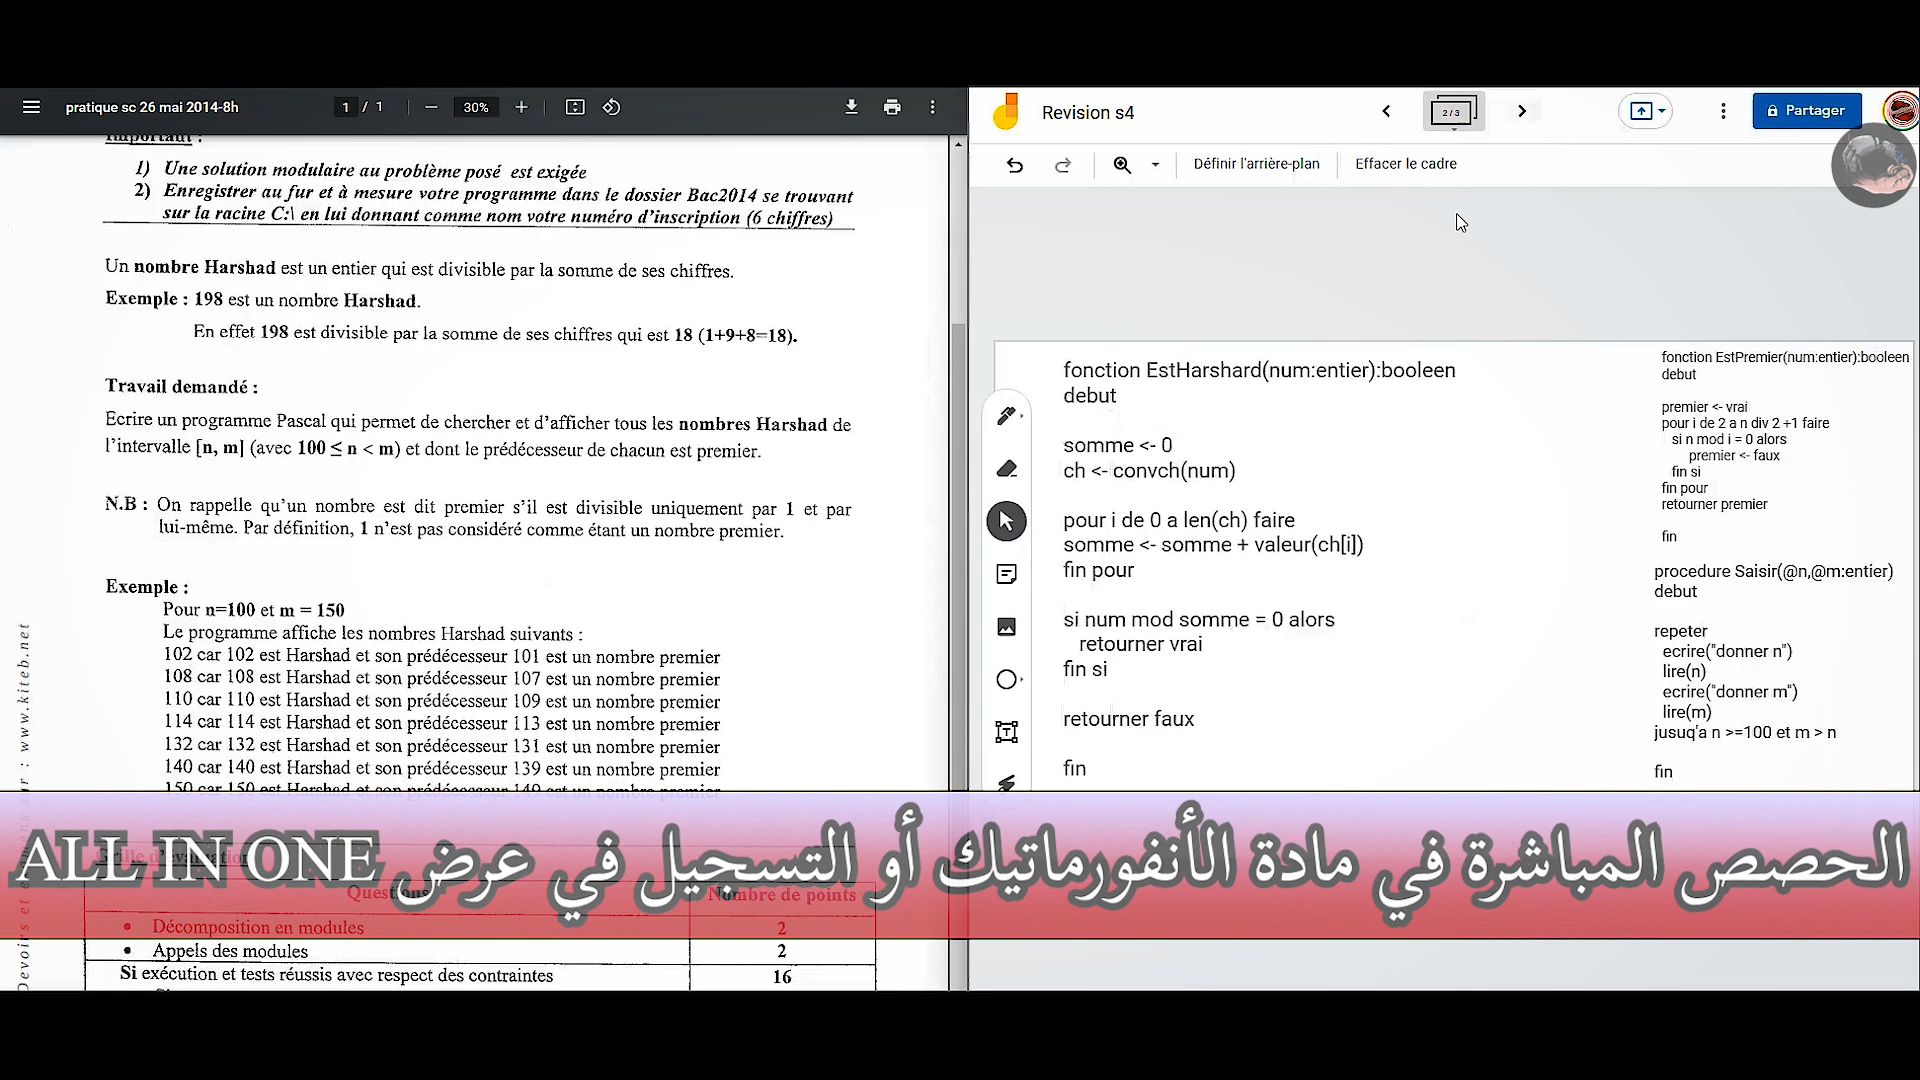 pratique sc 26 mai 2014-8h
1 / 1
30%
Important :
1) Une solution modulaire au problème posé est exigée
2) Enregistrer au fur et à mesure votre programme dans le dossier Bac2014 se trouvant
sur la racine C:\ en lui donnant comme nom votre numéro d'inscription (6 chiffres)
Un nombre Harshad est un entier qui est divisible par la somme de ses chiffres.
Exemple : 198 est un nombre Harshad.
En effet 198 est divisible par la somme de ses chiffres qui est 18 (1+9+8=18).
Travail demandé :
Ecrire un programme Pascal qui permet de chercher et d'afficher tous les nombres Harshad de
l'intervalle [n, m] (avec 100 ≤ n < m) et dont le prédécesseur de chacun est premier.
N.B : On rappelle qu'un nombre est dit premier s'il est divisible uniquement par 1 et par
lui-même. Par définition, 1 n'est pas considéré comme étant un nombre premier.
Exemple :
Pour n=100 et m = 150
Le programme affiche les nombres Harshad suivants :
102 car 102 est Harshad et son prédécesseur 101 est un nombre premier
108 car 108 est Harshad et son prédécesseur 107 est un nombre premier
110 car 110 est Harshad et son prédécesseur 109 est un nombre premier
114 car 114 est Harshad et son prédécesseur 113 est un nombre premier
132 car 132 est Harshad et son prédécesseur 131 est un nombre premier
140 car 140 est Harshad et son prédécesseur 139 est un nombre premier
150 car 150 est Harshad et son prédécesseur 149 est un nombre premier
Questions
Nombre de points
• Décomposition en modules
2
• Appels des modules
2
Si exécution et tests réussis avec respect des contraintes
16
: www.kiteb.net
Devoirs et
Revision s4
2 / 3
Partager
Définir l'arrière-plan
Effacer le cadre
fonction EstHarshard(num:entier):booleen
debut
somme <- 0
ch <- convch(num)
pour i de 0 a len(ch) faire
somme <- somme + valeur(ch[i])
fin pour
si num mod somme = 0 alors
retourner vrai
fin si
retourner faux
fin
fonction EstPremier(num:entier):booleen
debut
premier <- vrai
pour i de 2 a n div 2 +1 faire
si n mod i = 0 alors
premier <- faux
fin si
fin pour
retourner premier
fin
procedure Saisir(@n,@m:entier)
debut
repeter
ecrire("donner n")
lire(n)
ecrire("donner m")
lire(m)
jusuq'a n >=100 et m > n
fin
الحصص المباشرة في مادة الأنفورماتيك أو التسجيل في عرض ALL IN ONE